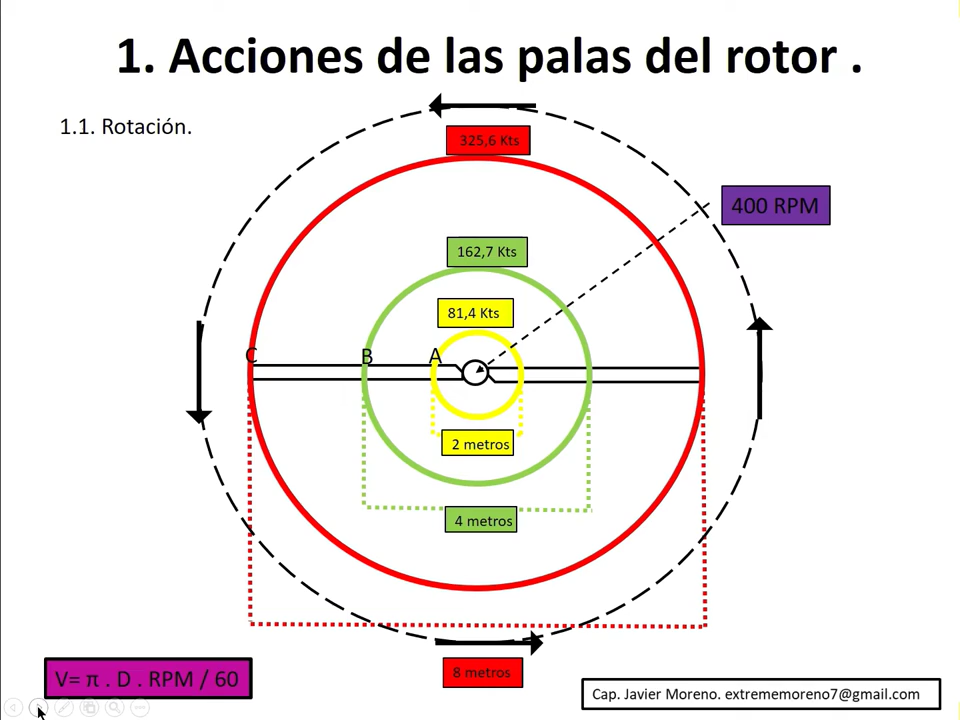 1. Acciones de las palas del rotor .
1.1. Rotación.
325,6 Kts
400 RPM
162,7 Kts
81,4 Kts
C
B
A
2 metros
4 metros
8 metros
V= π . D . RPM / 60
Cap. Javier Moreno. extrememoreno7@gmail.com